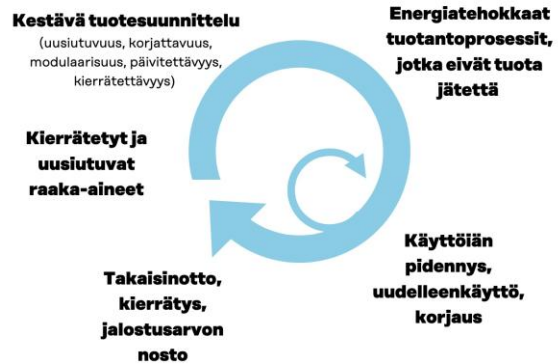 Kestävä tuotesuunnittelu
(uusiutuvuus, korjattavuus,
modulaarisuus, päivitettävyys,
kierrätettävyys)
Energiatehokkaat
tuotantoprosessit,
jotka eivät tuota
jätettä
Kierrätetyt ja
uusiutuvat
raaka-aineet
Käyttöiän
pidennys,
uudelleenkäyttö,
korjaus
Takaisinotto,
kierrätys,
jalostusarvon
nosto